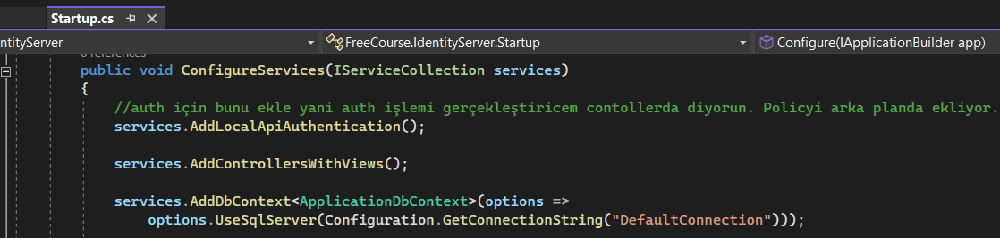 Startup.cs
ntityServer
FreeCourse.IdentityServer.Startup
Configure(IApplicationBuilder app)
0 references
public void ConfigureServices(IServiceCollection services)
{
//auth için bunu ekle yani auth işlemi gerçekleştiricem contollerda diyorun. Policyi arka planda ekliyor.
services.AddLocalApiAuthentication();
services.AddControllersWithViews();
services.AddDbContext<ApplicationDbContext>(options =>
options.UseSqlServer(Configuration.GetConnectionString("DefaultConnection")));